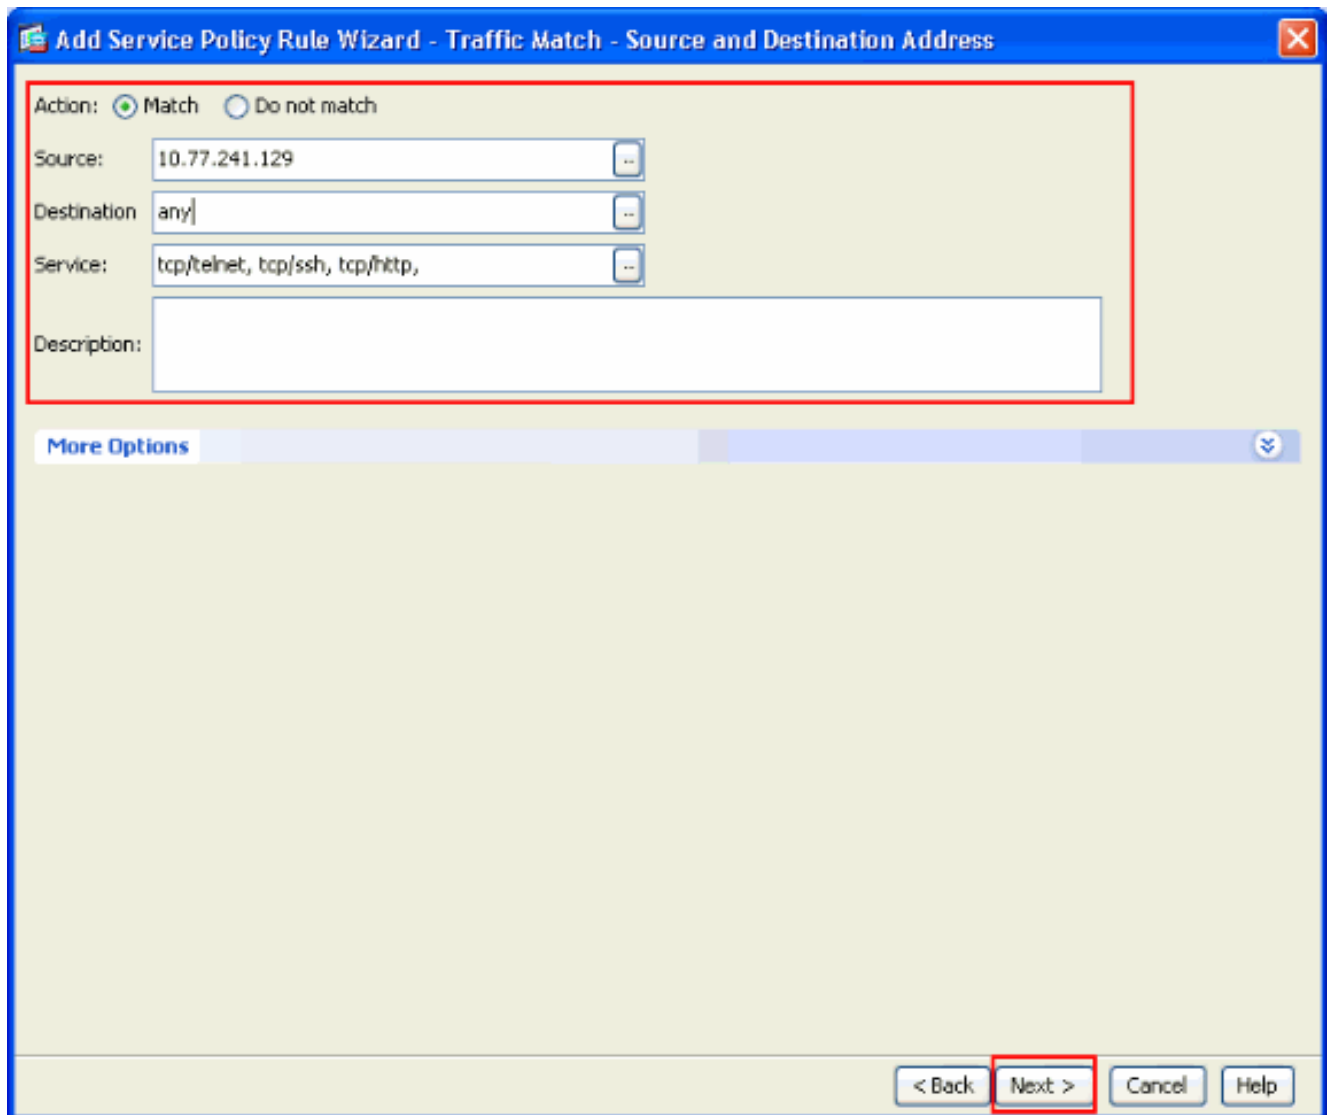 Add Service Policy Rule Wizard - Traffic Match - Source and Destination Address
Action: Match Do not match
Source: 10.77.241.129 ...
Destination any ...
Service: tcp/telnet, tcp/ssh, tcp/http, ...
Description:
More Options
< Back Next > Cancel Help